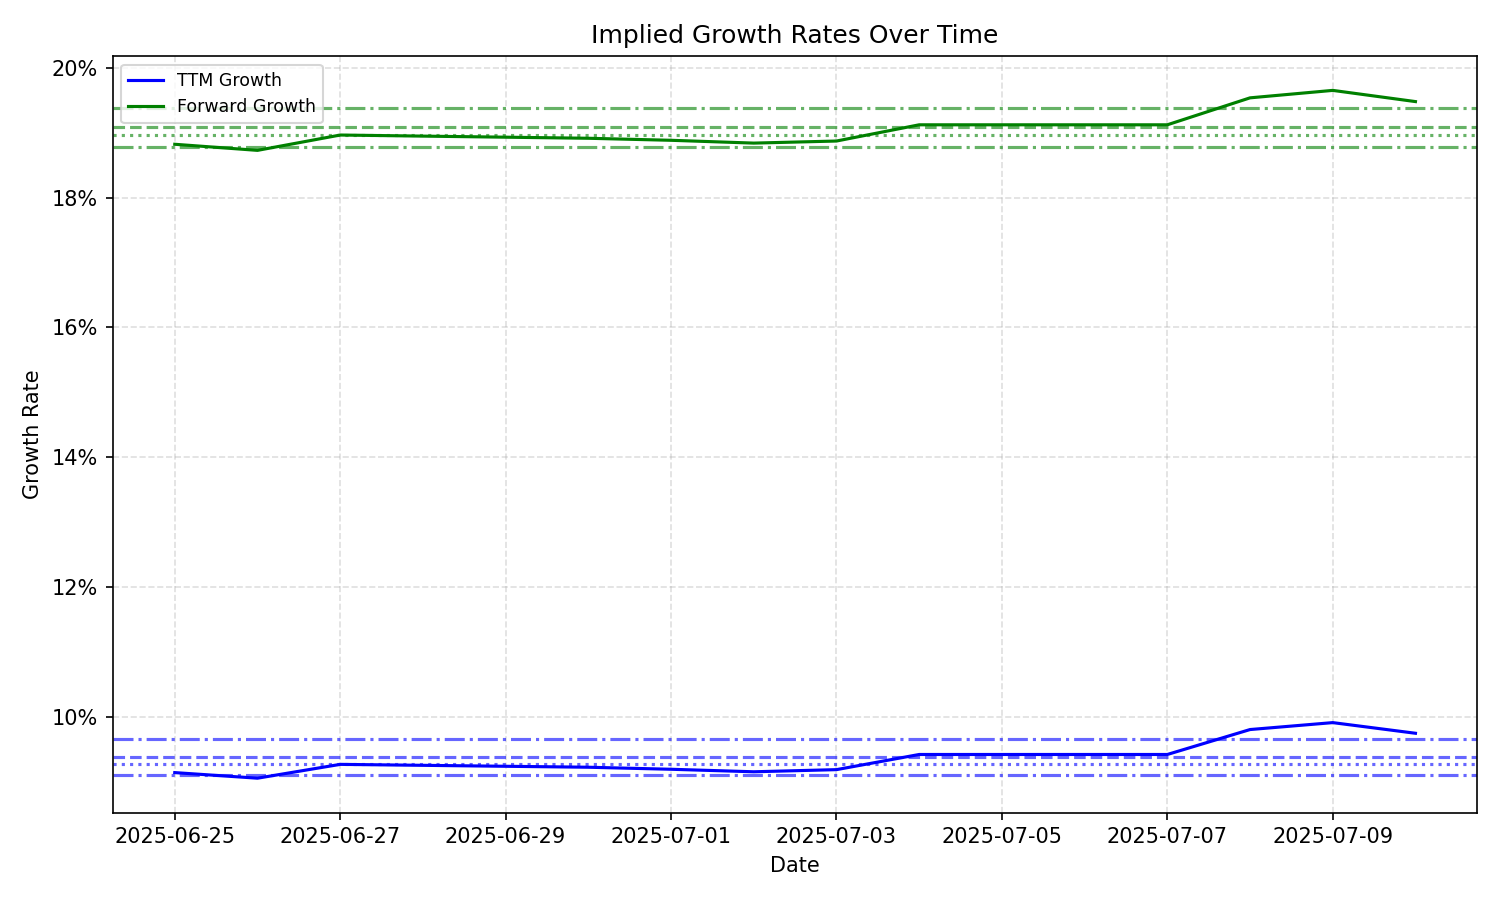 Implied Growth Rates Over Time
TTM Growth
Forward Growth
20%
18%
16%
14%
12%
10%
Growth Rate
2025-06-25
2025-06-27
2025-06-29
2025-07-01
2025-07-03
2025-07-05
2025-07-07
2025-07-09
Date